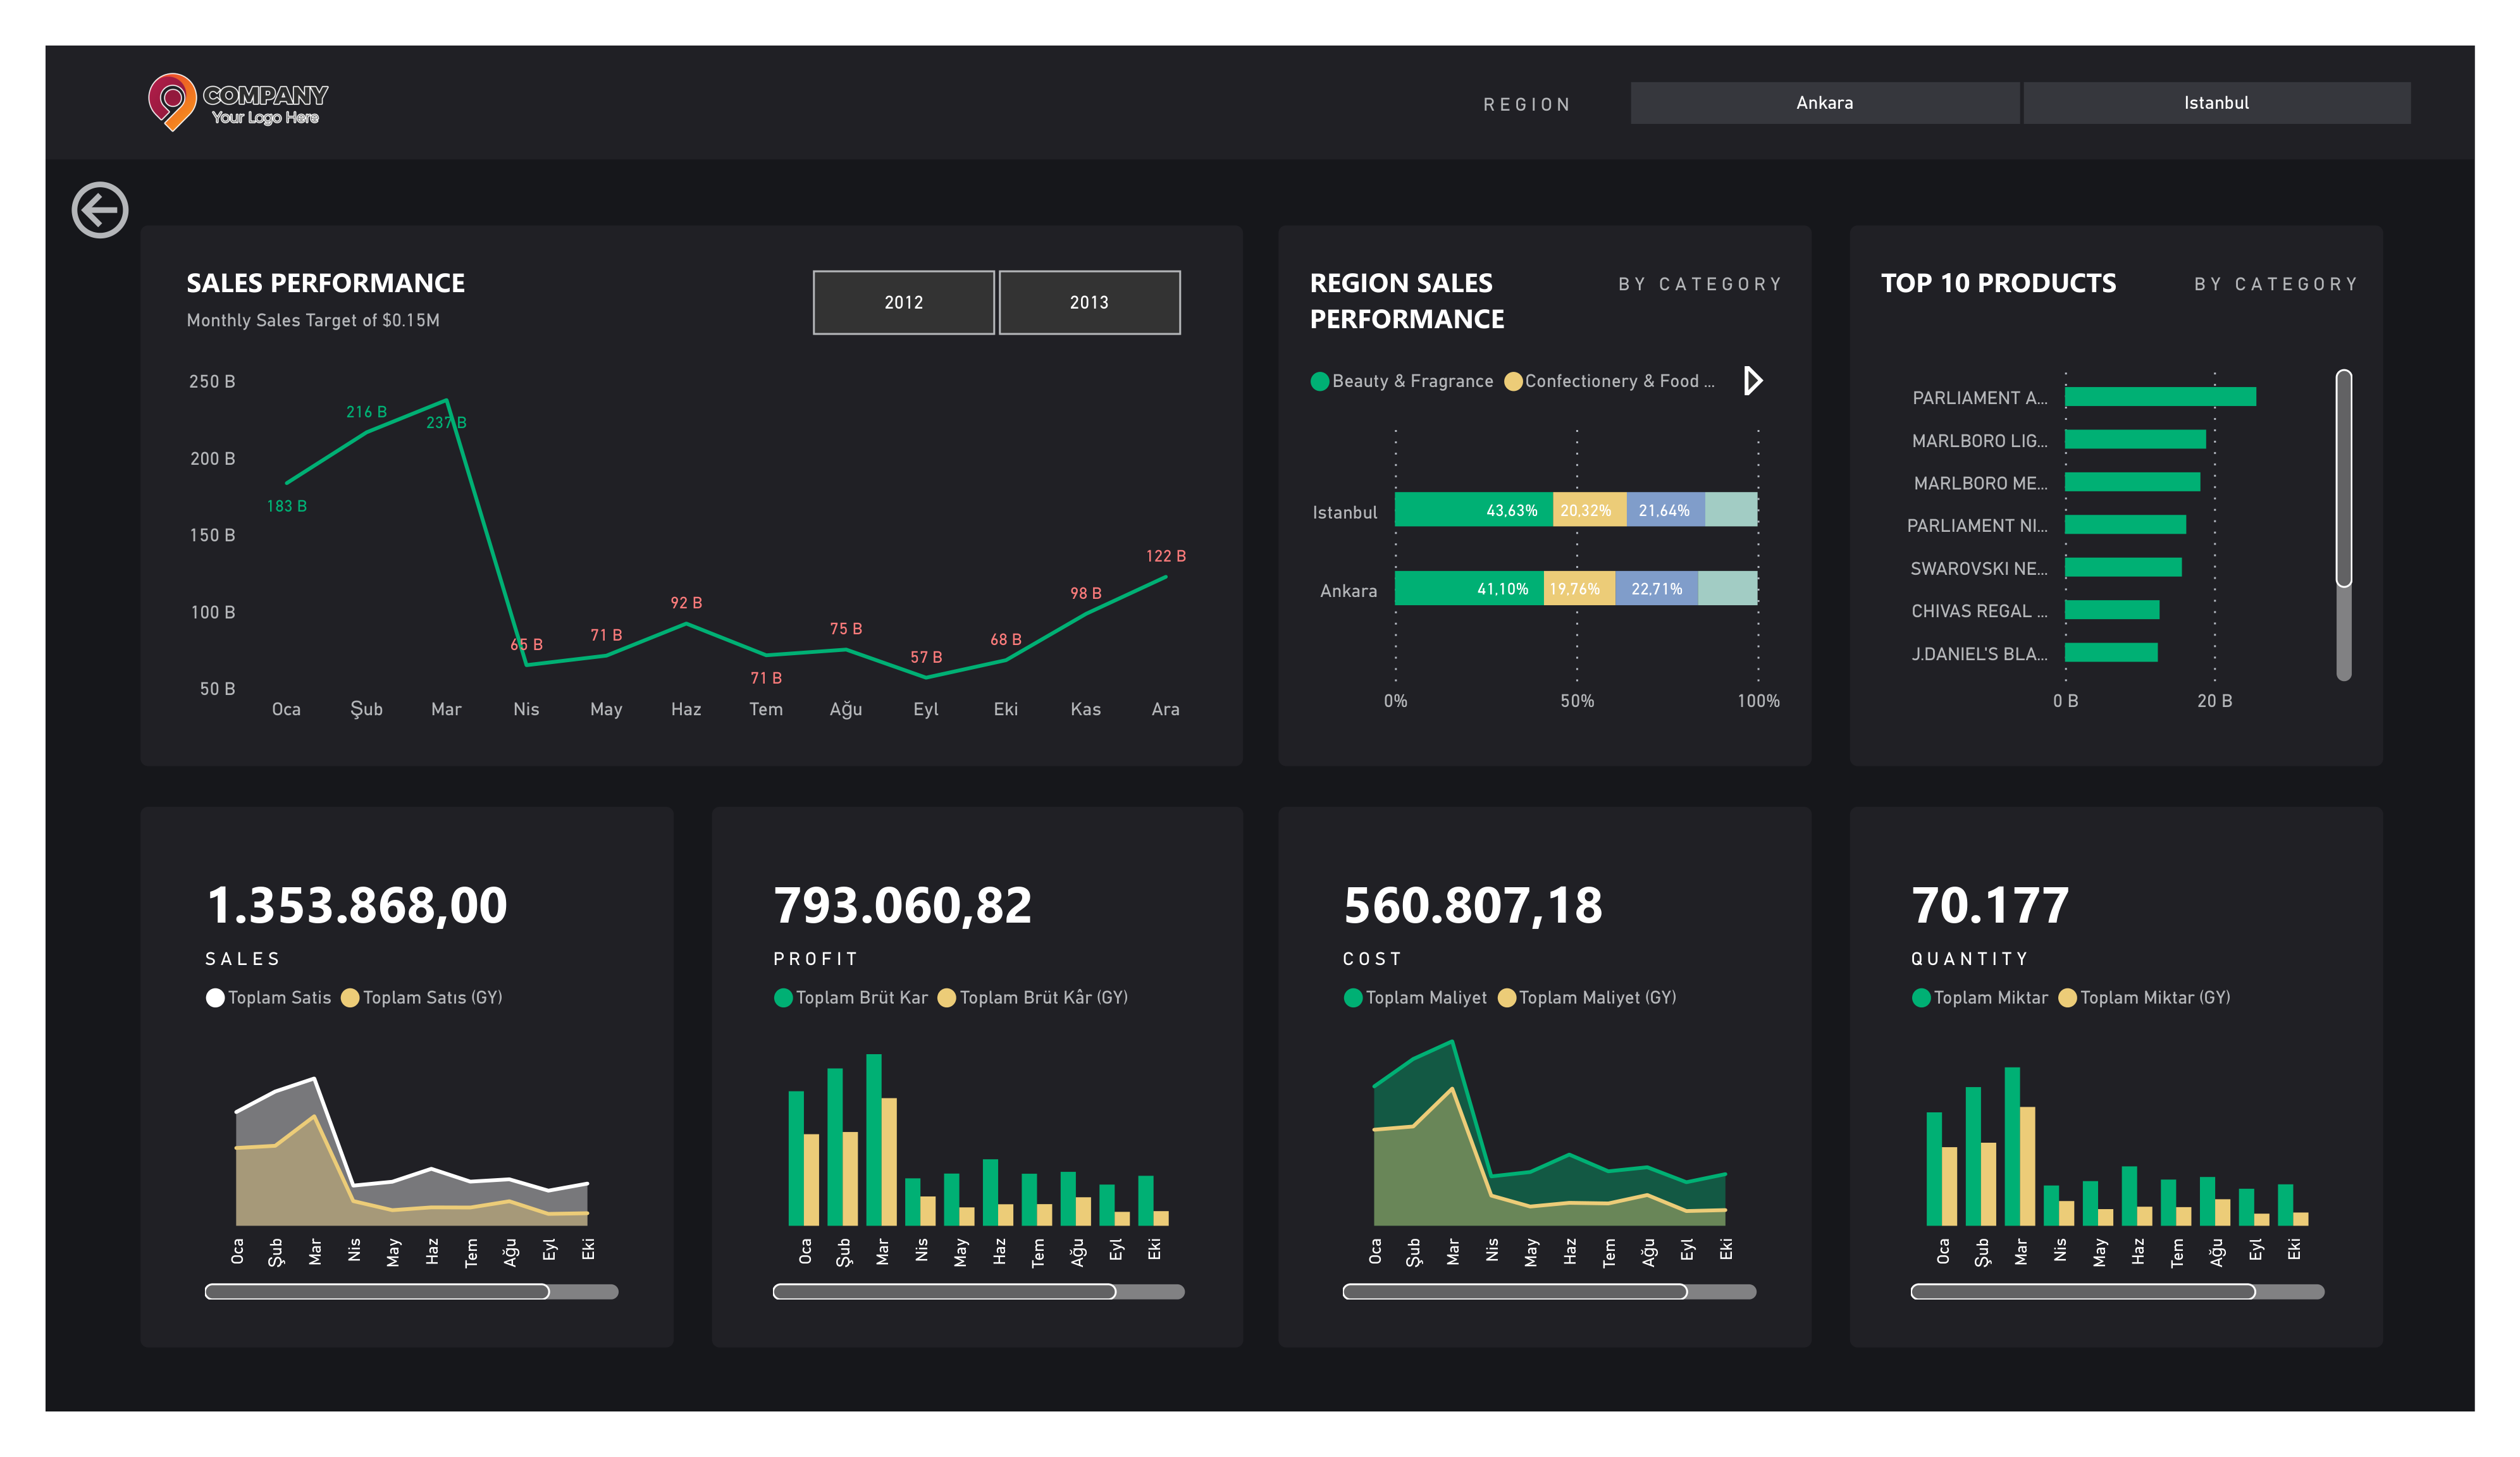 COMPANY
Your Logo Here
REGION
Ankara
Istanbul
SALES PERFORMANCE
Monthly Sales Target of $0.15M
2012
2013
250 B
200 B
150 B
100 B
50 B
183 B
216 B
237 B
65 B
71 B
92 B
71 B
75 B
57 B
68 B
98 B
122 B
Oca Şub Mar Nis May Haz Tem Ağu Eyl Eki Kas Ara
REGION SALES
PERFORMANCE
BY CATEGORY
Beauty & Fragrance Confectionery & Food ...
Istanbul 43,63% 20,32% 21,64%
Ankara 41,10% 19,76% 22,71%
0% 50% 100%
TOP 10 PRODUCTS
BY CATEGORY
PARLIAMENT A...
MARLBORO LIG...
MARLBORO ME...
PARLIAMENT NI...
SWAROVSKI NE...
CHIVAS REGAL ...
J.DANIEL'S BLA...
0 B 20 B
1.353.868,00
SALES
Toplam Satis Toplam Satıs (GY)
Oca Şub Mar Nis May Haz Tem Ağu Eyl Eki
793.060,82
PROFIT
Toplam Brüt Kar Toplam Brüt Kâr (GY)
Oca Şub Mar Nis May Haz Tem Ağu Eyl Eki
560.807,18
COST
Toplam Maliyet Toplam Maliyet (GY)
Oca Şub Mar Nis May Haz Tem Ağu Eyl Eki
70.177
QUANTITY
Toplam Miktar Toplam Miktar (GY)
Oca Şub Mar Nis May Haz Tem Ağu Eyl Eki